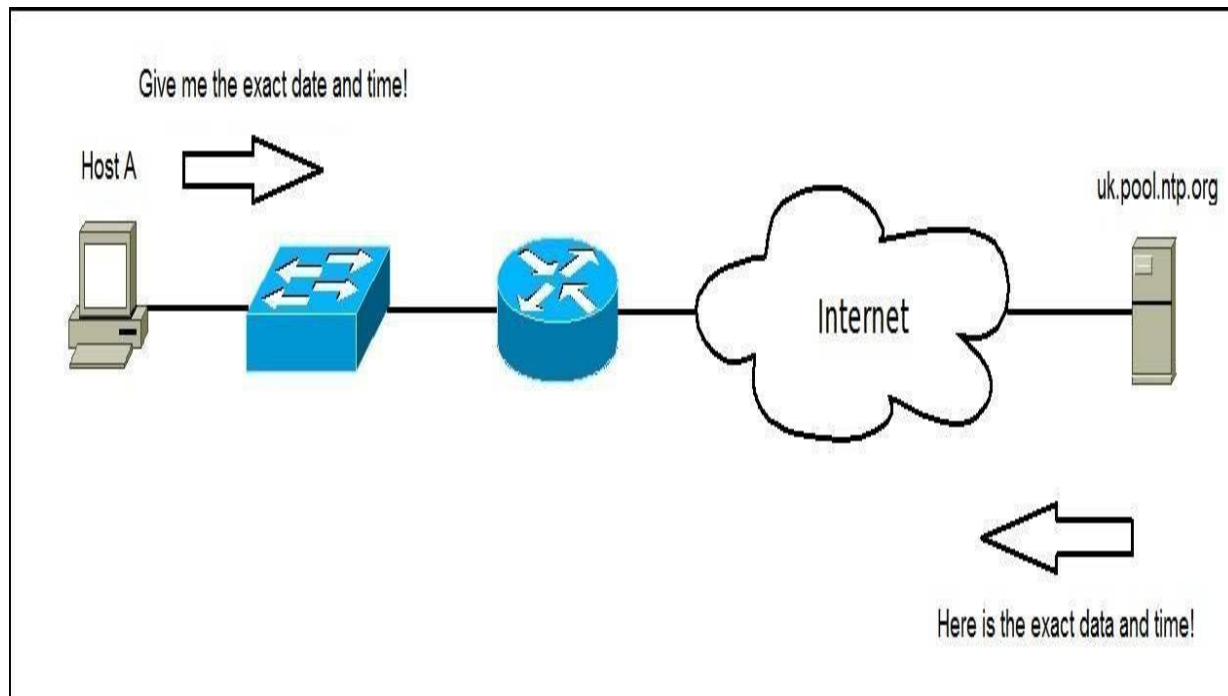 Give me the exact date and time!
Host A
uk.pool.ntp.org
Internet
Here is the exact data and time!